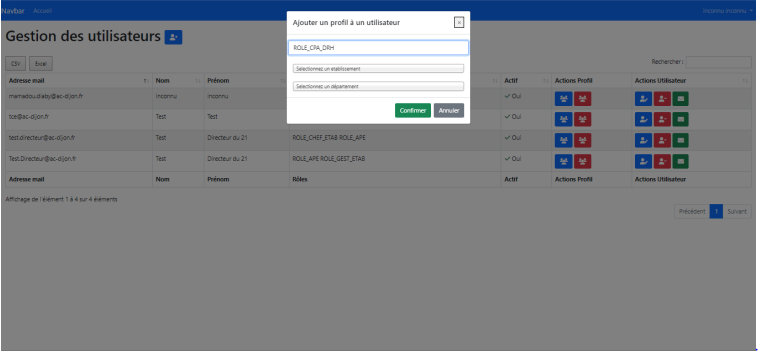 Navbar Accueil Inconnu Inconnu
Gestion des utilisateurs
Ajouter un profil à un utilisateur
ROLE_CPA_DRH
Sélectionnez un établissement
Sélectionnez un département
Confirmer Annuler
CSV Excel Rechercher :
Adresse mail Nom Prénom Actif Actions Profil Actions Utilisateur
mamadou.diaby@ac-dijon.fr Inconnu Inconnu Oui
tce@ac-dijon.fr Test Test Oui
test.directeur@ac-dijon.fr Test Directeur du 21 ROLE_CHEF_ETAB ROLE_APE Oui
Test.Directeur@ac-dijon.fr Test Directeur du 21 ROLE_APE ROLE_GEST_ETAB Oui
Adresse mail Nom Prénom Rôles Actif Actions Profil Actions Utilisateur
Affichage de l'élément 1 à 4 sur 4 éléments
Précédent 1 Suivant